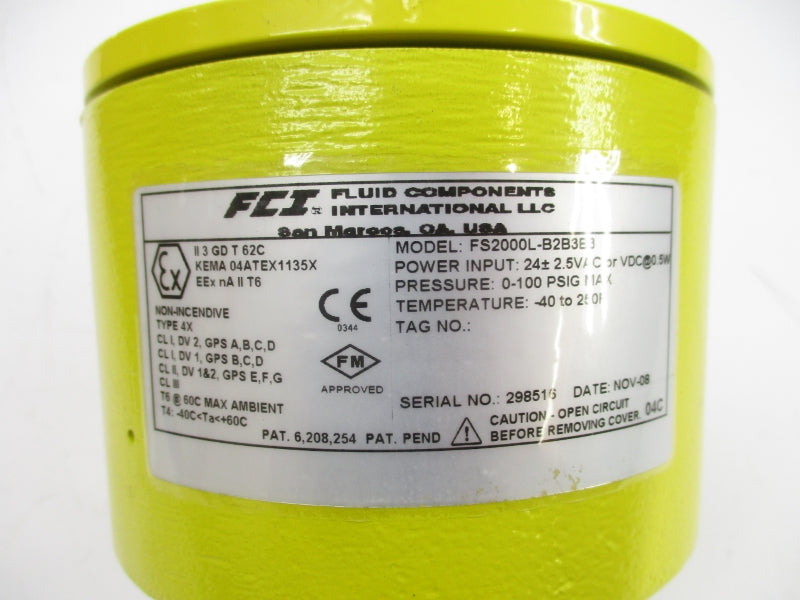 FCI FLUID COMPONENTS
INTERNATIONAL LLC
San Marcos, CA, USA
Ex
II 3 GD T 62C
KEMA 04ATEX1135X
EEx nA II T6
NON-INCENDIVE
TYPE 4X
CL I, DV 2, GPS A,B,C,D
CL I, DV 1, GPS B,C,D
CL II, DV 1&2, GPS E,F,G
CL III
T6 @ 60C MAX AMBIENT
T4: -40C<Ta<+60C
CE
0344
FM
APPROVED
MODEL: FS2000L-B2B3E3
POWER INPUT: 24± 2.5VAC or VDC@0.5W
PRESSURE: 0-100 PSIG MAX
TEMPERATURE: -40 to 250F
TAG NO.:
SERIAL NO.: 298516 DATE: NOV-08
PAT. 6,208,254 PAT. PEND
CAUTION - OPEN CIRCUIT
BEFORE REMOVING COVER. 04C